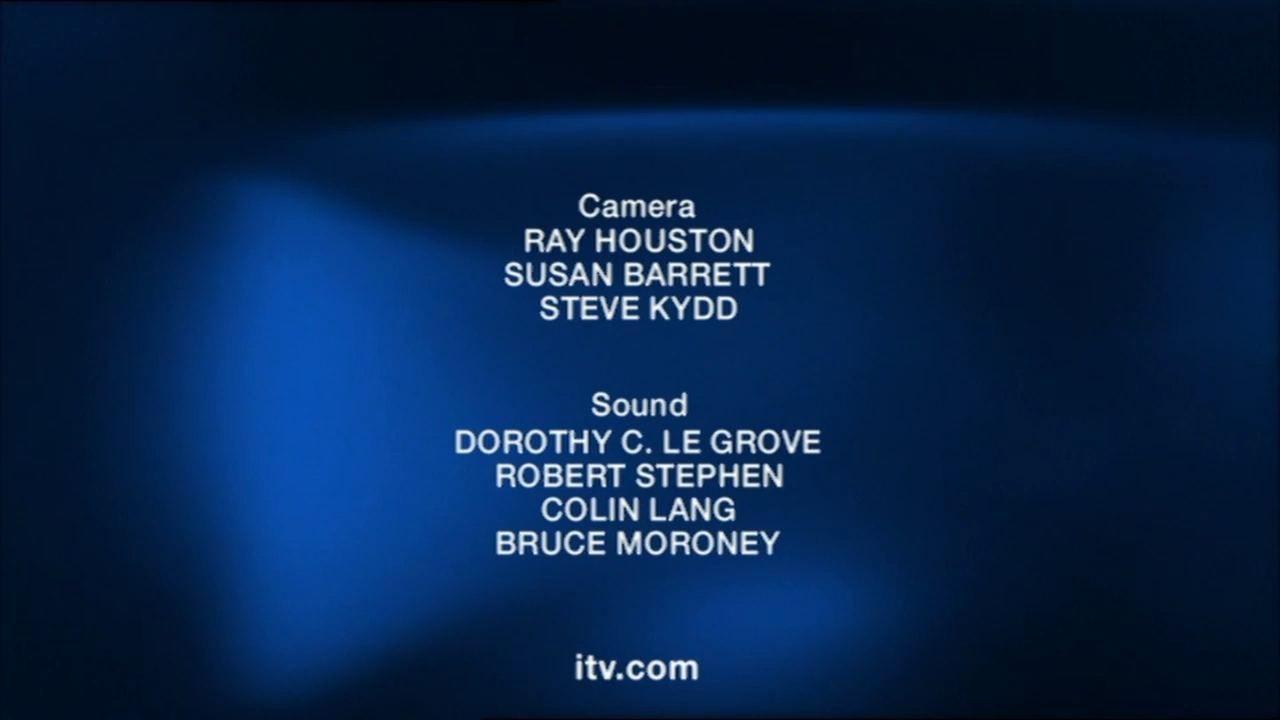 Camera
RAY HOUSTON
SUSAN BARRETT
STEVE KYDD
Sound
DOROTHY C. LE GROVE
ROBERT STEPHEN
COLIN LANG
BRUCE MORONEY
itv.com